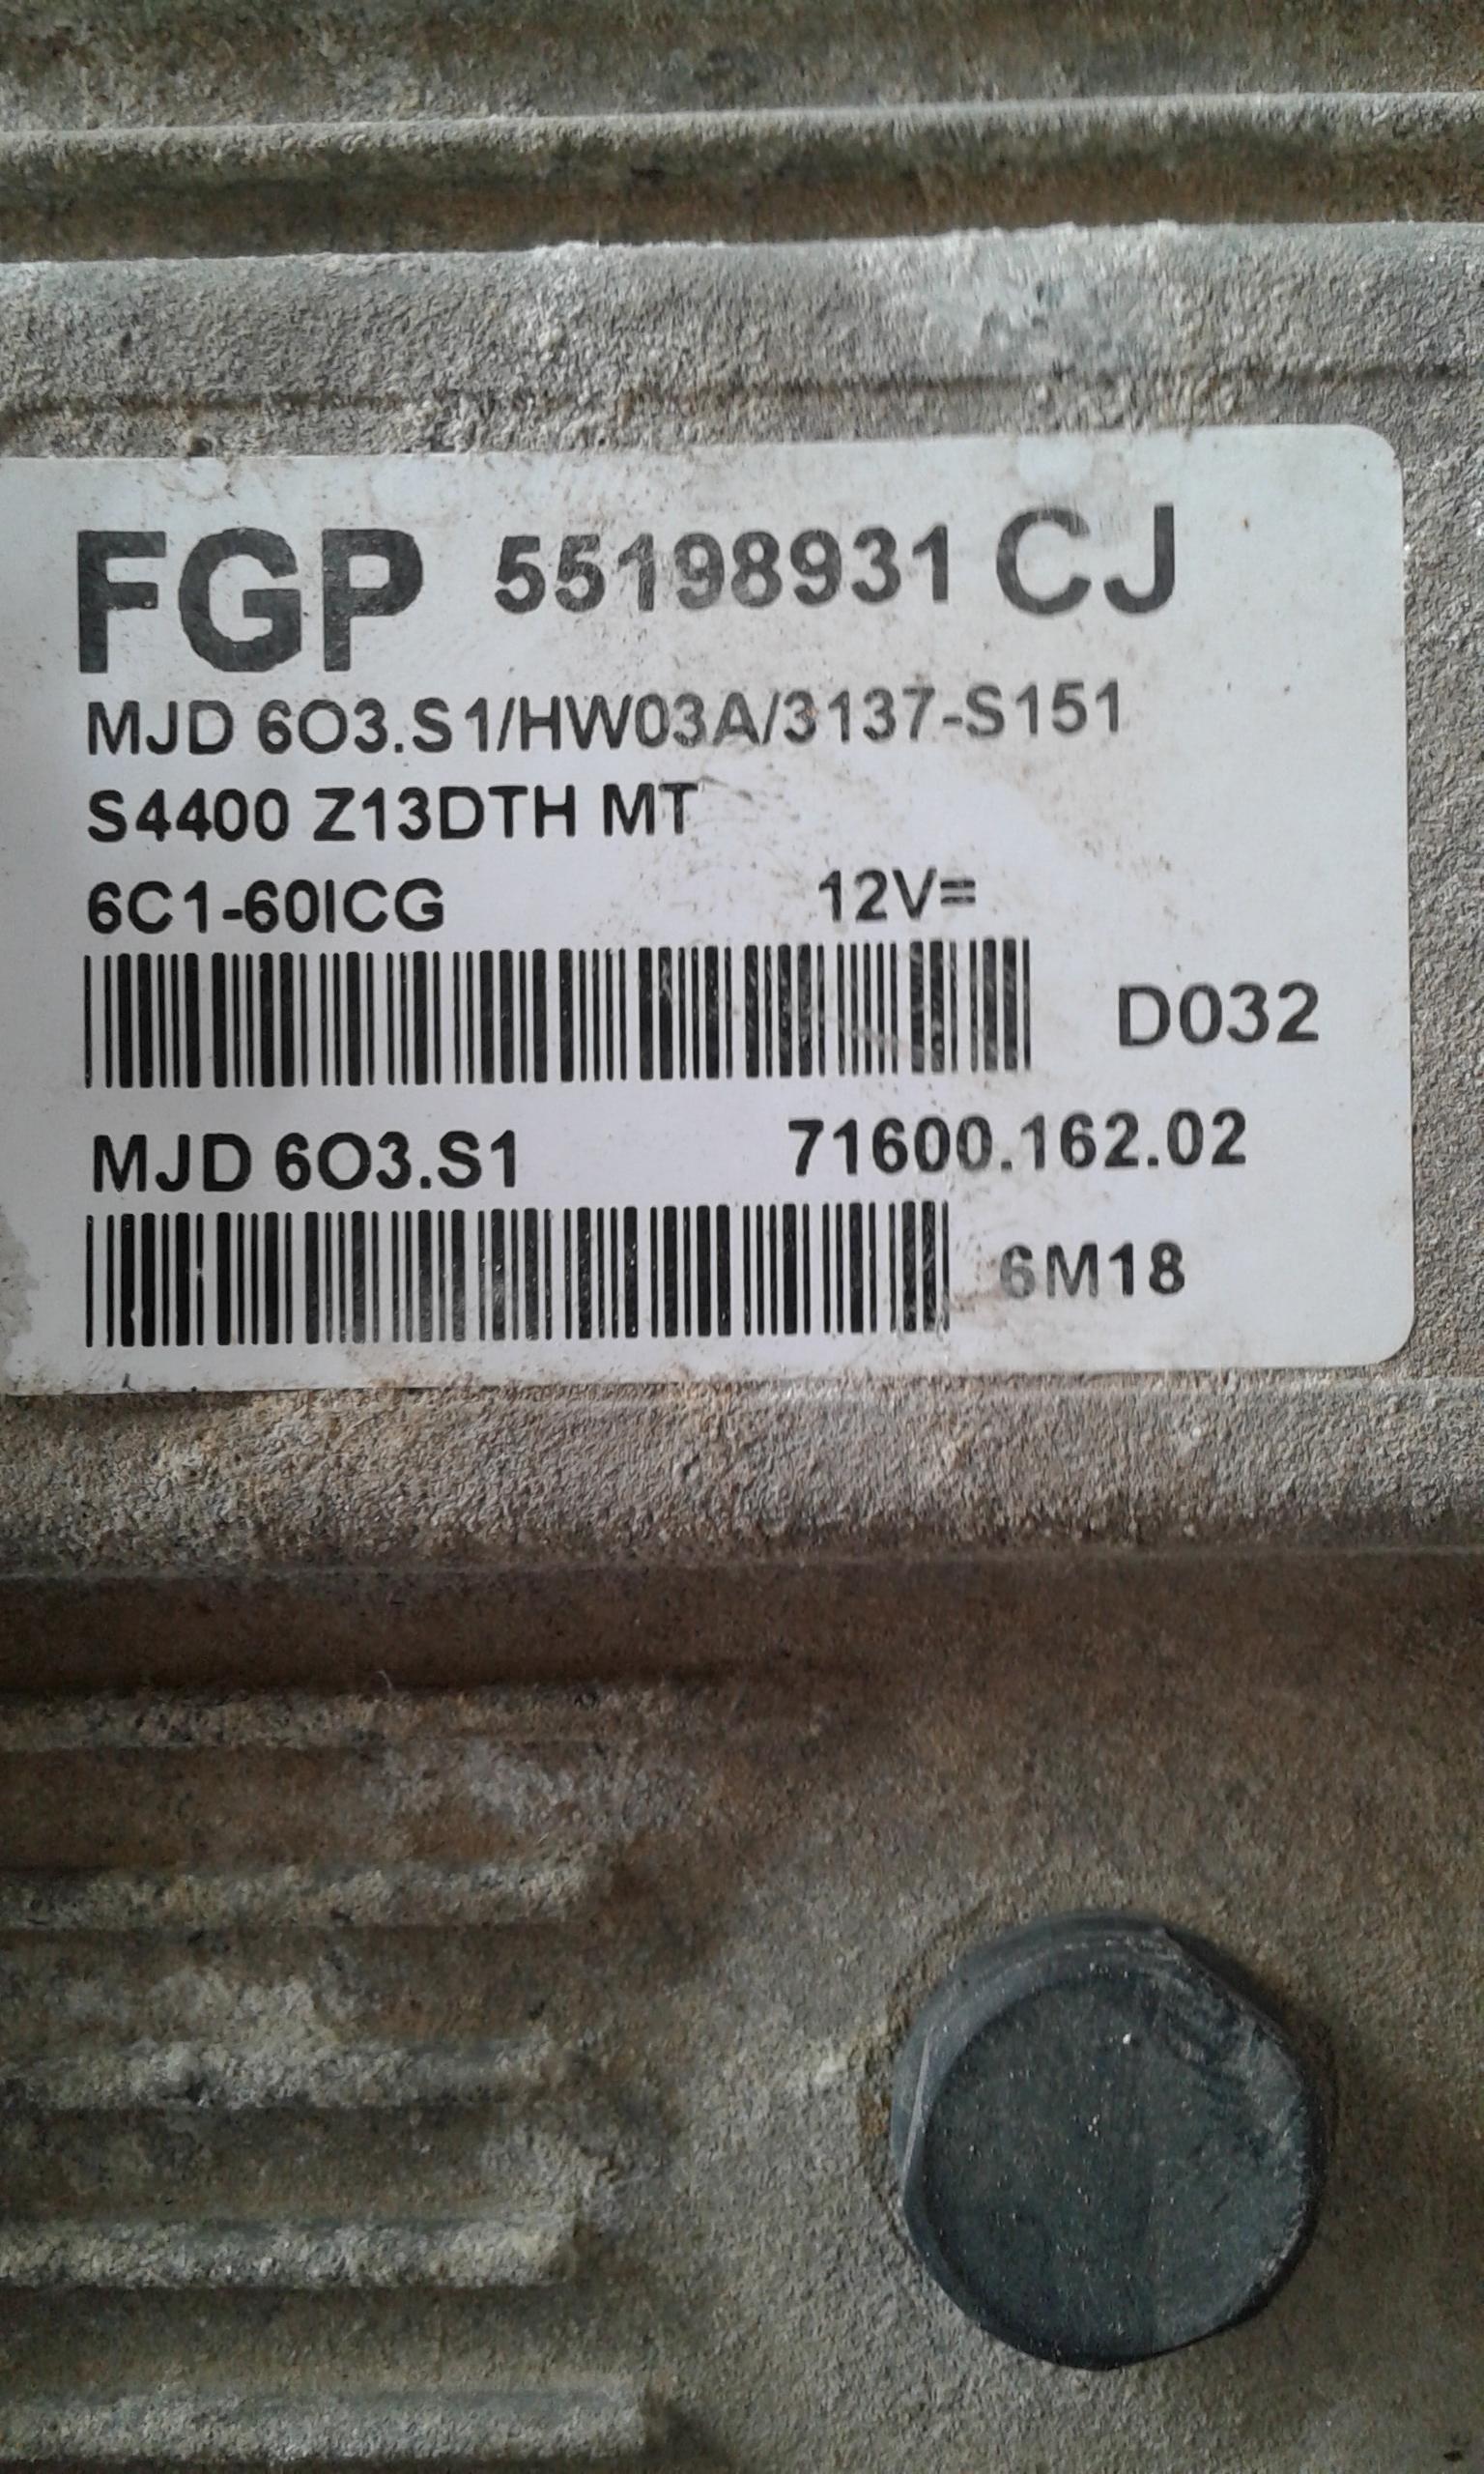 FGP 55198931 CJ
MJD 6O3.S1/HW03A/3137-S151
S4400 Z13DTH MT
6C1-60ICG 12V=
D032
MJD 6O3.S1 71600.162.02
6M18